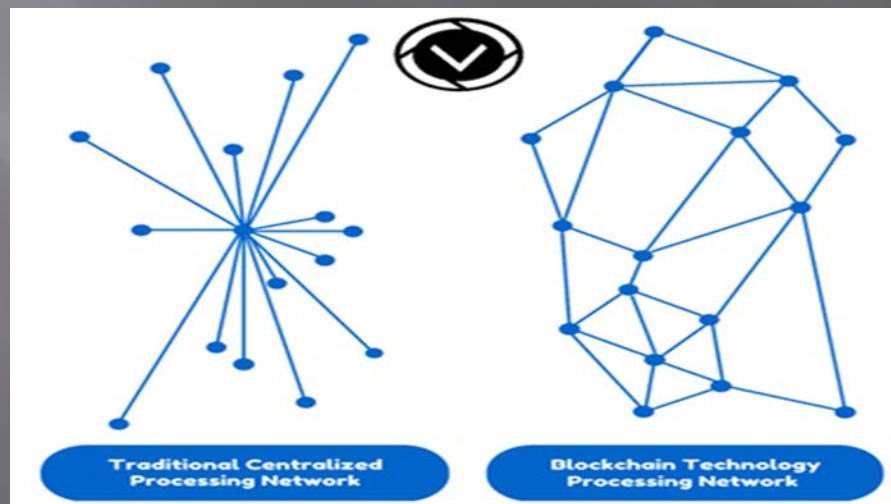 Traditional Centralized
Processing Network
Blockchain Technology
Processing Network